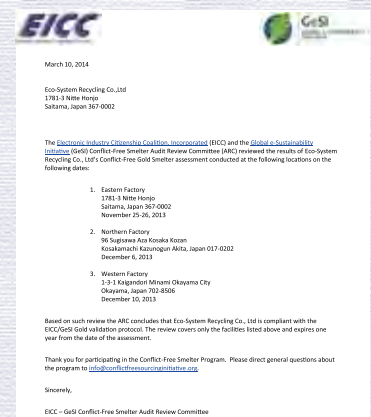 EICC
GeSI
March 10, 2014
Eco-System Recycling Co.,Ltd
1781-3 Nitte Honjo
Saitama, Japan 367-0002
The Electronic Industry Citizenship Coalition, Incorporated (EICC) and the Global e-Sustainability
Initiative (GeSI) Conflict-Free Smelter Audit Review Committee (ARC) reviewed the results of Eco-System
Recycling Co., Ltd's Conflict-Free Gold Smelter assessment conducted at the following locations on the
following dates:
1. Eastern Factory
1781-3 Nitte Honjo
Saitama, Japan 367-0002
November 25-26, 2013
2. Northern Factory
96 Sugisawa Aza Kosaka Kozan
Kosakamachi Kazunogun Akita, Japan 017-0202
December 6, 2013
3. Western Factory
1-3-1 Kaigandori Minami Okayama City
Okayama, Japan 702-8506
December 10, 2013
Based on such review the ARC concludes that Eco-System Recycling Co., Ltd is compliant with the
EICC/GeSI Gold validation protocol. The review covers only the facilities listed above and expires one
year from the date of the assessment.
Thank you for participating in the Conflict-Free Smelter Program. Please direct general questions about
the program to info@conflictfreesourcinginitiative.org.
Sincerely,
EICC – GeSI Conflict-Free Smelter Audit Review Committee